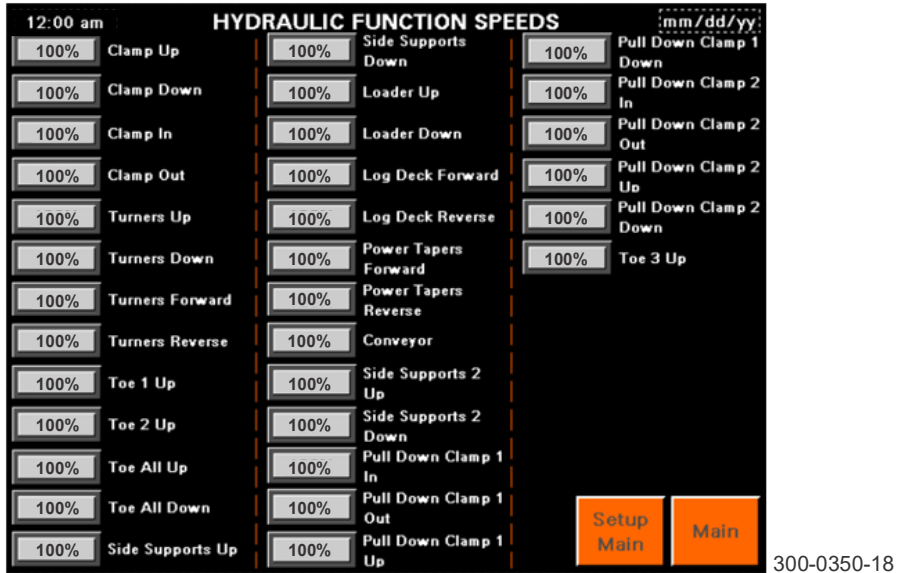 12:00 am HYDRAULIC FUNCTION SPEEDS mm/dd/yy
100% Clamp Up
100% Clamp Down
100% Clamp In
100% Clamp Out
100% Turners Up
100% Turners Down
100% Turners Forward
100% Turners Reverse
100% Toe 1 Up
100% Toe 2 Up
100% Toe All Up
100% Toe All Down
100% Side Supports Up
100% Side Supports
Down
100% Loader Up
100% Loader Down
100% Log Deck Forward
100% Log Deck Reverse
100% Power Tapers
Forward
100% Power Tapers
Reverse
100% Conveyor
100% Side Supports 2
Up
100% Side Supports 2
Down
100% Pull Down Clamp 1
In
100% Pull Down Clamp 1
Out
100% Pull Down Clamp 1
Up
100% Pull Down Clamp 1
Down
100% Pull Down Clamp 2
In
100% Pull Down Clamp 2
Out
100% Pull Down Clamp 2
Up
100% Pull Down Clamp 2
Down
100% Toe 3 Up
Setup
Main
Main
300-0350-18